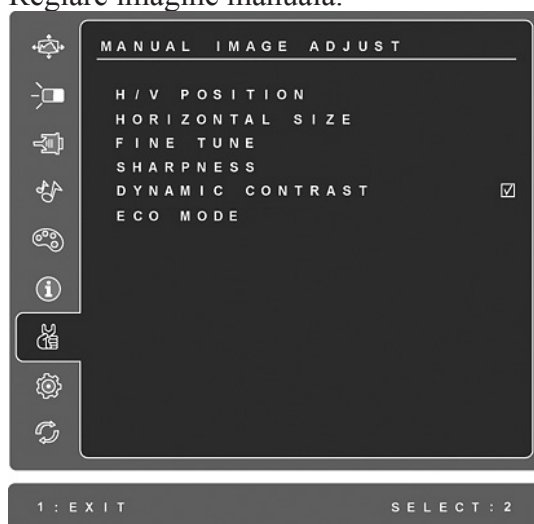 Reglare imagine manuală.
MANUAL IMAGE ADJUST
H/V POSITION
HORIZONTAL SIZE
FINE TUNE
SHARPNESS
DYNAMIC CONTRAST ☑
ECO MODE
1:EXIT SELECT:2